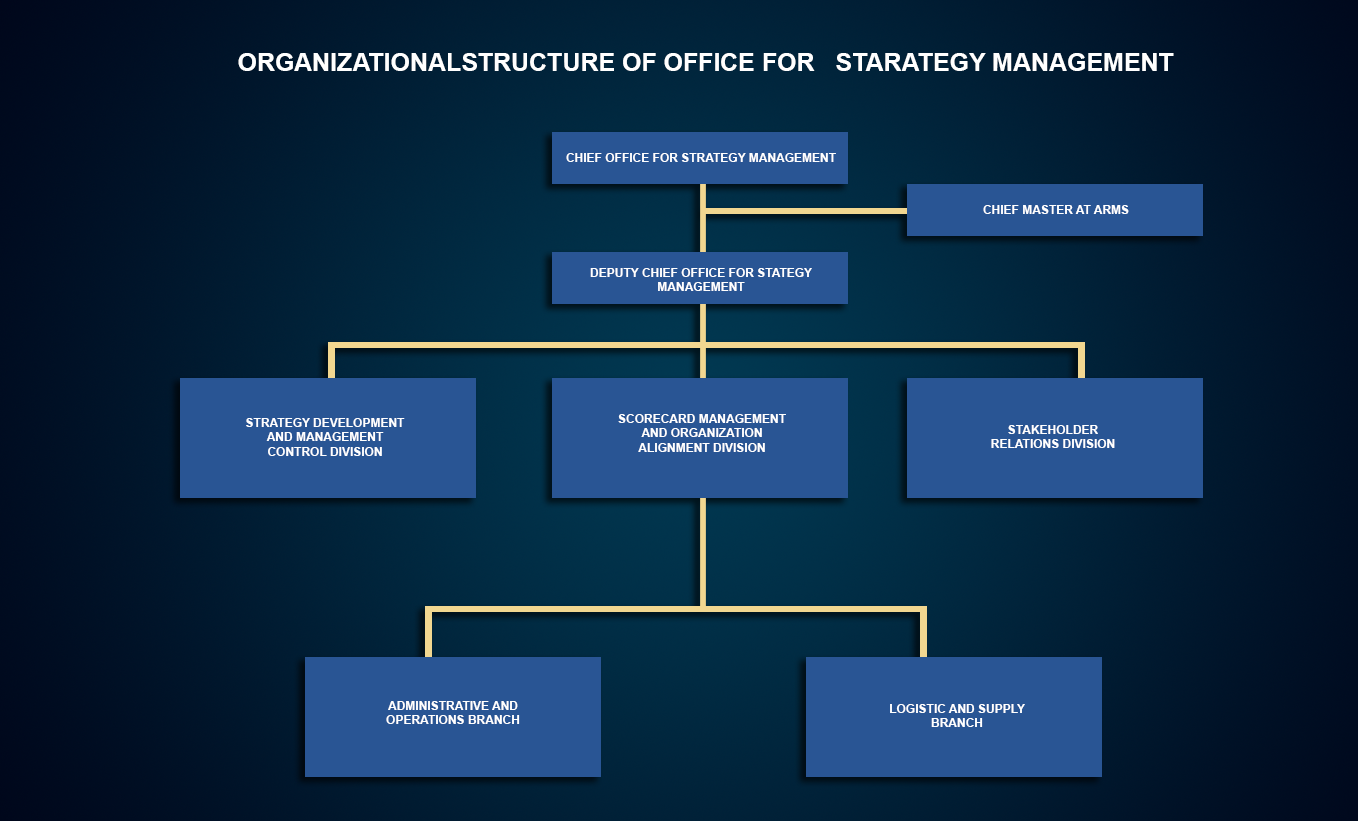 ORGANIZATIONALSTRUCTURE OF OFFICE FOR STARATEGY MANAGEMENT
CHIEF OFFICE FOR STRATEGY MANAGEMENT
CHIEF MASTER AT ARMS
DEPUTY CHIEF OFFICE FOR STATEGY
MANAGEMENT
STRATEGY DEVELOPMENT
AND MANAGEMENT
CONTROL DIVISION
SCORECARD MANAGEMENT
AND ORGANIZATION
ALIGNMENT DIVISION
STAKEHOLDER
RELATIONS DIVISION
ADMINISTRATIVE AND
OPERATIONS BRANCH
LOGISTIC AND SUPPLY
BRANCH